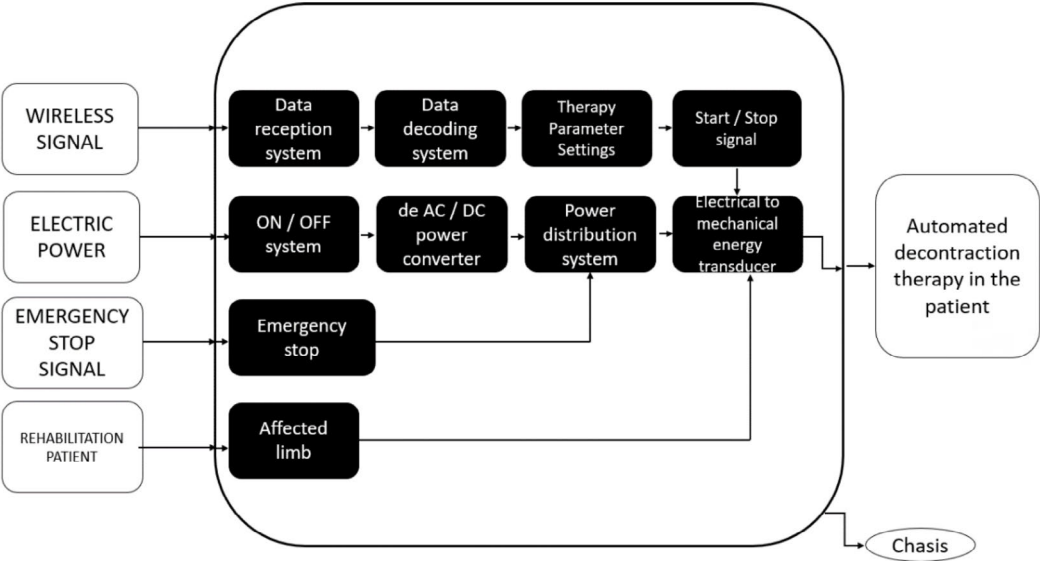 WIRELESS
SIGNAL
Data
reception
system
Data
decoding
system
Therapy
Parameter
Settings
Start / Stop
signal
ELECTRIC
POWER
ON / OFF
system
de AC / DC
power
converter
Power
distribution
system
Electrical to
mechanical
energy
transducer
Automated
decontraction
therapy in the
patient
EMERGENCY
STOP
SIGNAL
Emergency
stop
REHABILITATION
PATIENT
Affected
limb
Chasis